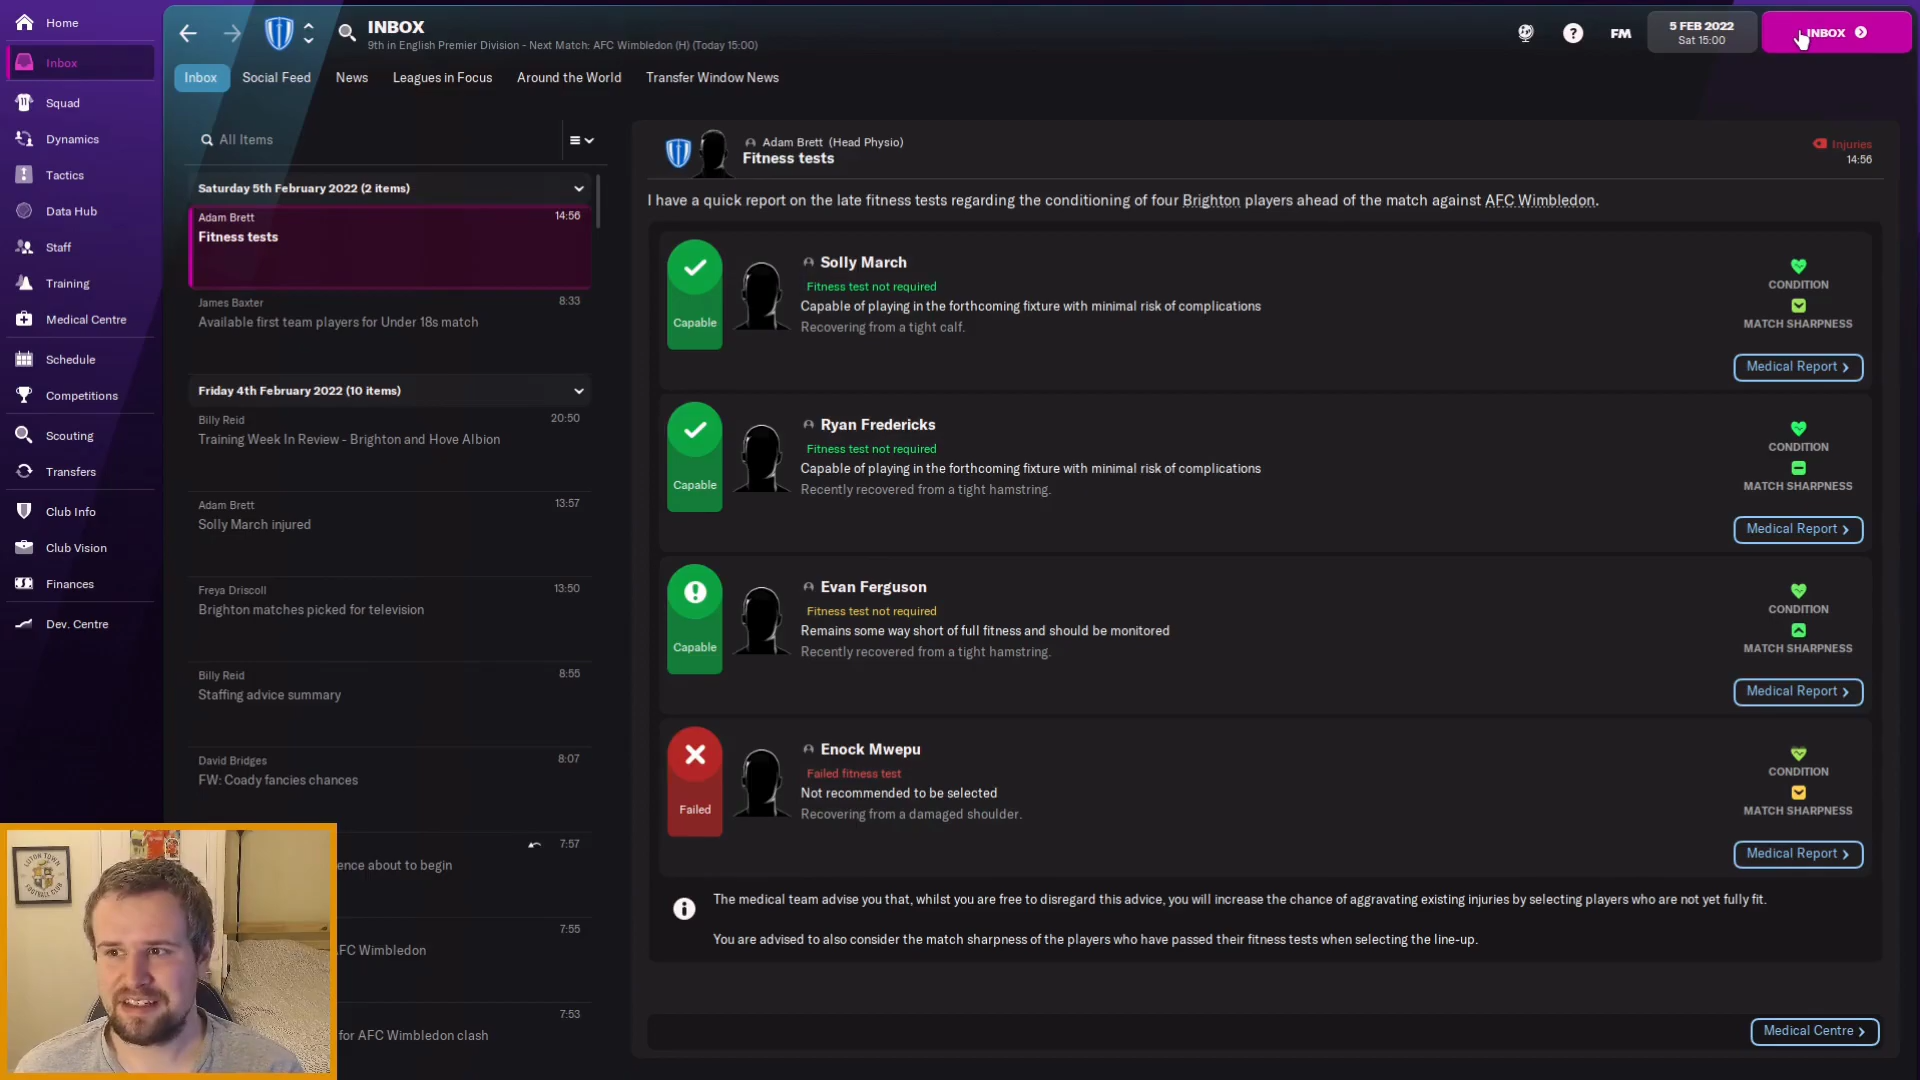 Home
Inbox
Squad
Dynamics
Tactics
Data Hub
Staff
Training
Medical Centre
Schedule
Competitions
Scouting
Transfers
Club Info
Club Vision
Finances
Dev. Centre
INBOX
9th in English Premier Division - Next Match: AFC Wimbledon (H) (Today 15:00)
FM
5 FEB 2022
Sat 15:00
INBOX
Inbox
Social Feed
News
Leagues in Focus
Around the World
Transfer Window News
All Items
Saturday 5th February 2022 (2 items)
Adam Brett
14:56
Fitness tests
James Baxter
8:33
Available first team players for Under 18s match
Friday 4th February 2022 (10 items)
Billy Reid
20:50
Training Week In Review - Brighton and Hove Albion
Adam Brett
13:57
Solly March injured
Freya Driscoll
13:50
Brighton matches picked for television
Billy Reid
8:55
Staffing advice summary
David Bridges
8:07
FW: Coady fancies chances
7:57
ence about to begin
7:55
AFC Wimbledon
7:53
for AFC Wimbledon clash
LUTON TOWN
FOOTBALL CLUB
Adam Brett (Head Physio)
Fitness tests
Injuries
14:56
I have a quick report on the late fitness tests regarding the conditioning of four Brighton players ahead of the match against AFC Wimbledon.
Capable
Solly March
Fitness test not required
Capable of playing in the forthcoming fixture with minimal risk of complications
Recovering from a tight calf.
CONDITION
MATCH SHARPNESS
Medical Report
Capable
Ryan Fredericks
Fitness test not required
Capable of playing in the forthcoming fixture with minimal risk of complications
Recently recovered from a tight hamstring.
CONDITION
MATCH SHARPNESS
Medical Report
Capable
Evan Ferguson
Fitness test not required
Remains some way short of full fitness and should be monitored
Recently recovered from a tight hamstring.
CONDITION
MATCH SHARPNESS
Medical Report
Failed
Enock Mwepu
Failed fitness test
Not recommended to be selected
Recovering from a damaged shoulder.
CONDITION
MATCH SHARPNESS
Medical Report
The medical team advise you that, whilst you are free to disregard this advice, you will increase the chance of aggravating existing injuries by selecting players who are not yet fully fit.
You are advised to also consider the match sharpness of the players who have passed their fitness tests when selecting the line-up.
Medical Centre